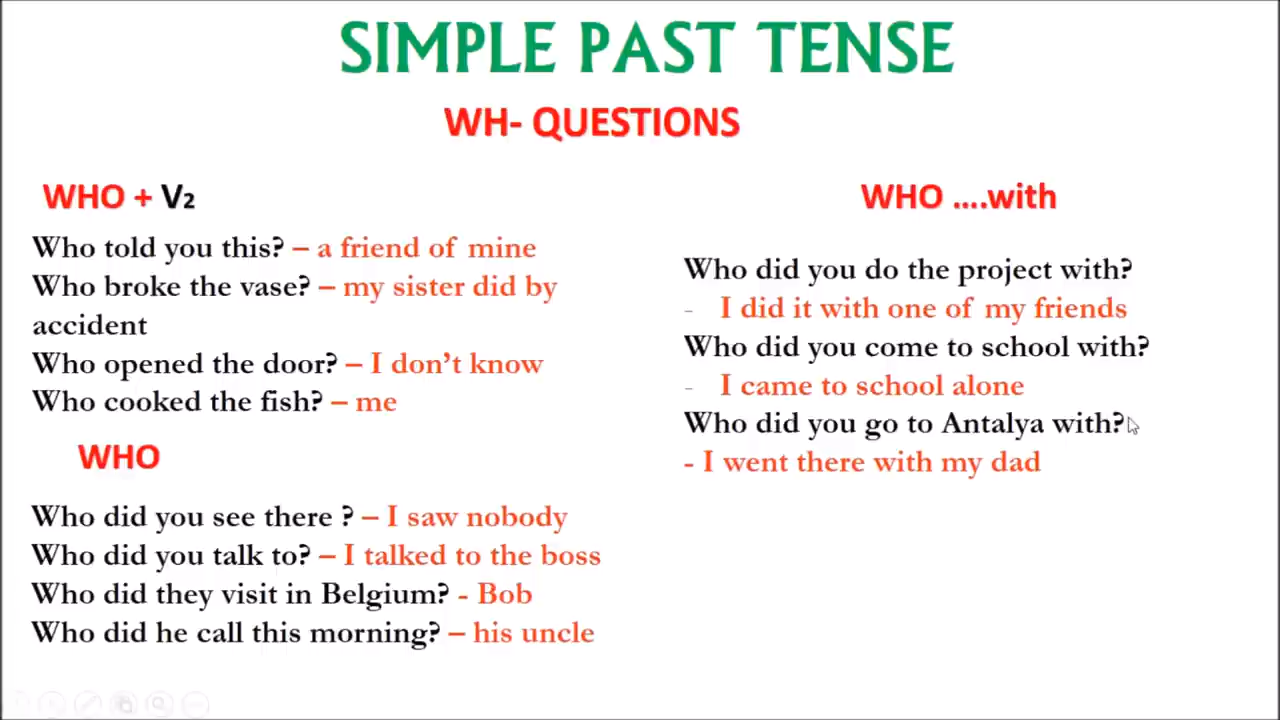 SIMPLE PAST TENSE
WH- QUESTIONS
WHO + V₂
Who told you this? – a friend of mine
Who broke the vase? – my sister did by
accident
Who opened the door? – I don't know
Who cooked the fish? – me
WHO
Who did you see there ? – I saw nobody
Who did you talk to? – I talked to the boss
Who did they visit in Belgium? - Bob
Who did he call this morning? – his uncle
WHO ….with
Who did you do the project with?
- I did it with one of my friends
Who did you come to school with?
- I came to school alone
Who did you go to Antalya with?
- I went there with my dad